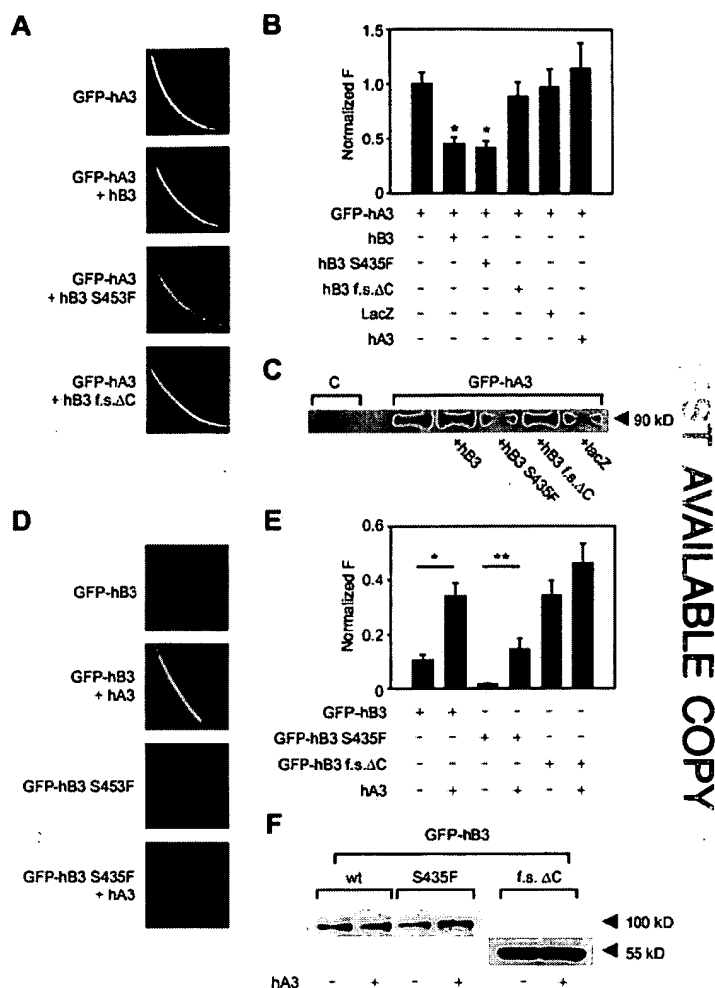 A
GFP-hA3
GFP-hA3
+ hB3
GFP-hA3
+ hB3 S453F
GFP-hA3
+ hB3 f.s.ΔC
B
Normalized F
1.0
0.5
0
*
*
GFP-hA3 + + + + + +
hB3 - + - - - -
hB3 S435F - - + - - -
hB3 f.s.ΔC - - - + - -
LacZ - - - - + -
hA3 - - - - - +
C
C
GFP-hA3
90 kD
+hB3
+hB3 S435F
+hB3 f.s.ΔC
+lacZ
D
GFP-hB3
GFP-hB3
+ hA3
GFP-hB3 S453F
GFP-hB3 S435F
+ hA3
E
Normalized F
0.6
0.4
0.2
0
*
**
GFP-hB3 + + - - - -
GFP-hB3 S435F - - + + - -
GFP-hB3 f.s.ΔC - - - - + +
hA3 - + - + - +
F
GFP-hB3
wt
S435F
f.s. ΔC
100 kD
55 kD
hA3 - + - + - +
AVAILABLE COPY